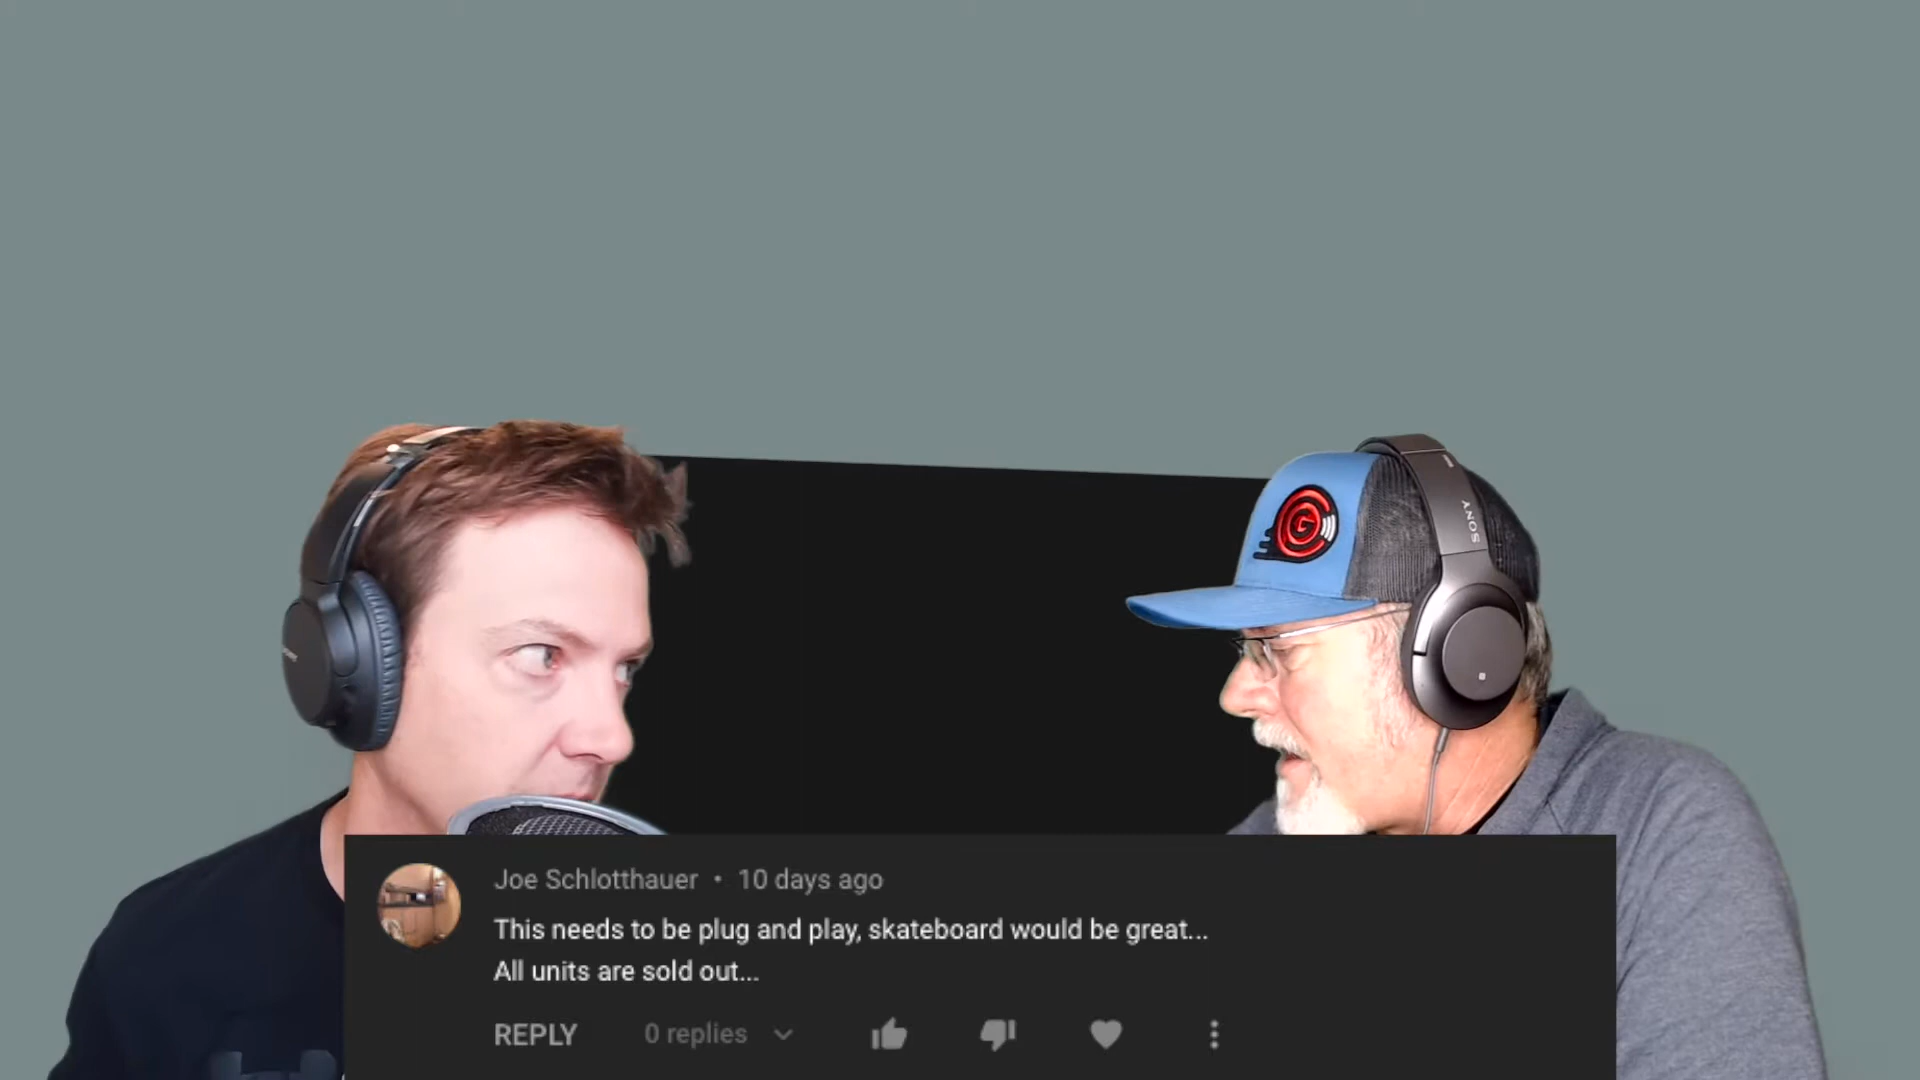 G
SONY
Joe Schlotthauer • 10 days ago
This needs to be plug and play, skateboard would be great...
All units are sold out...
REPLY 0 replies